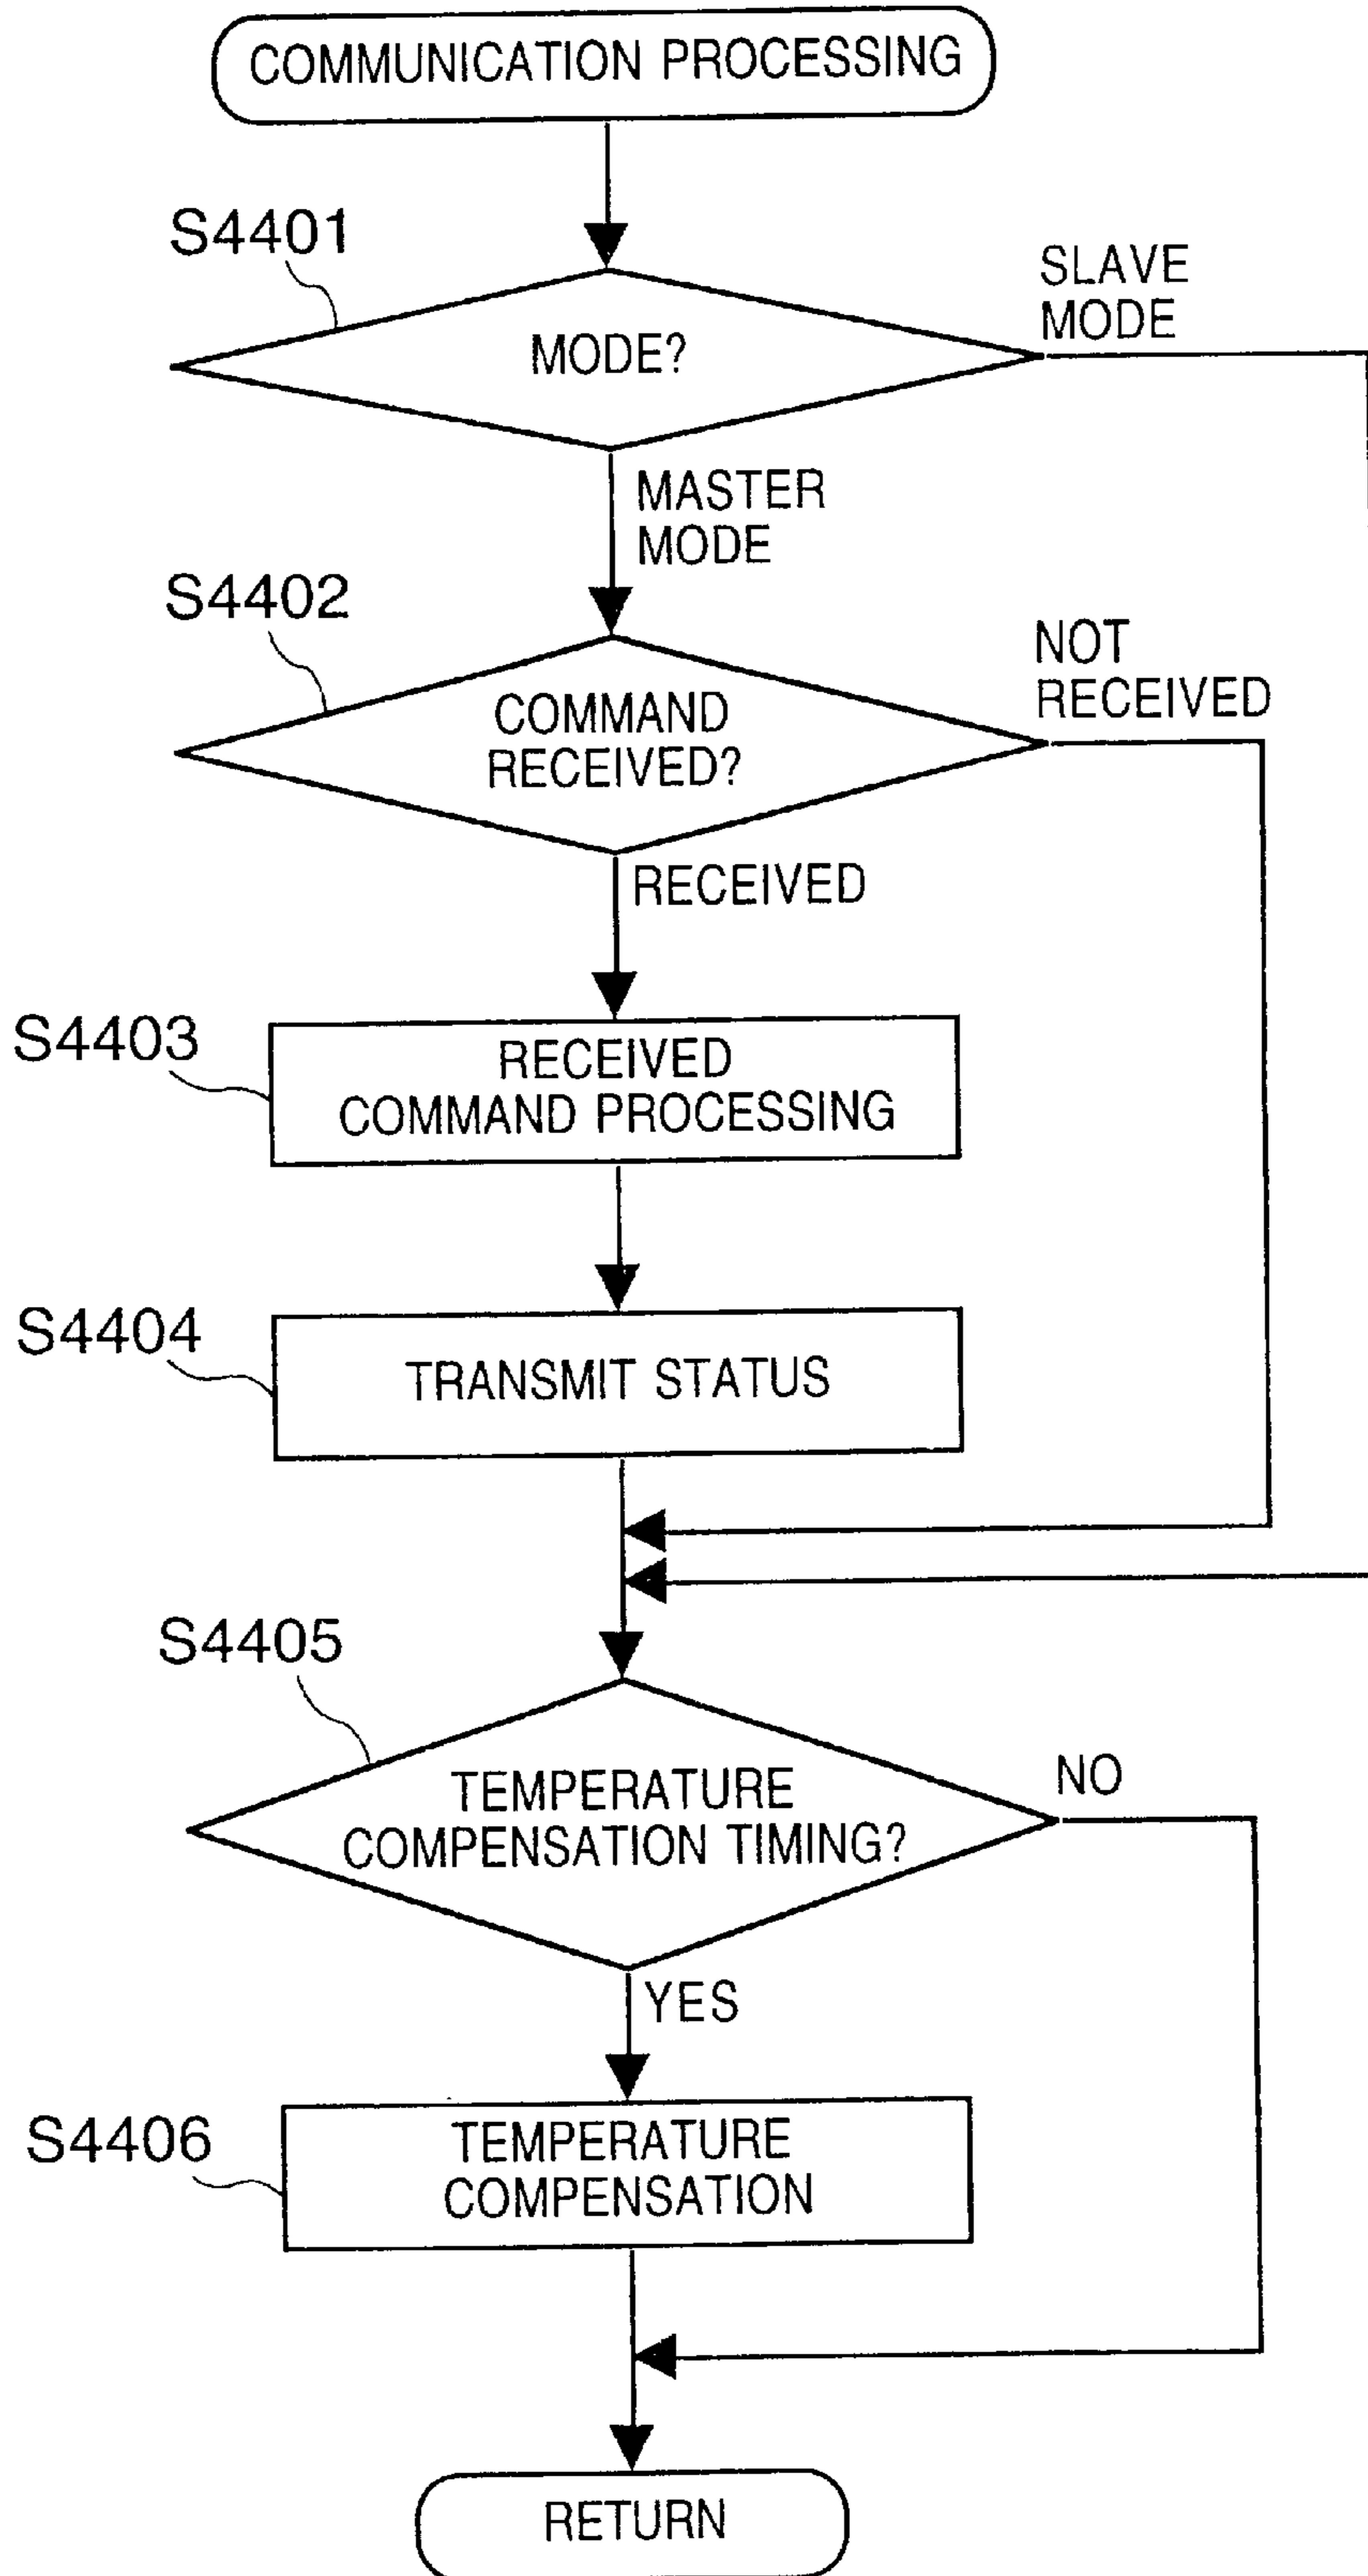 COMMUNICATION PROCESSING
S4401
SLAVE
MODE
MODE?
MASTER
MODE
S4402
NOT
RECEIVED
COMMAND
RECEIVED?
RECEIVED
S4403
RECEIVED
COMMAND PROCESSING
S4404
TRANSMIT STATUS
S4405
TEMPERATURE
COMPENSATION TIMING?
NO
YES
S4406
TEMPERATURE
COMPENSATION
RETURN